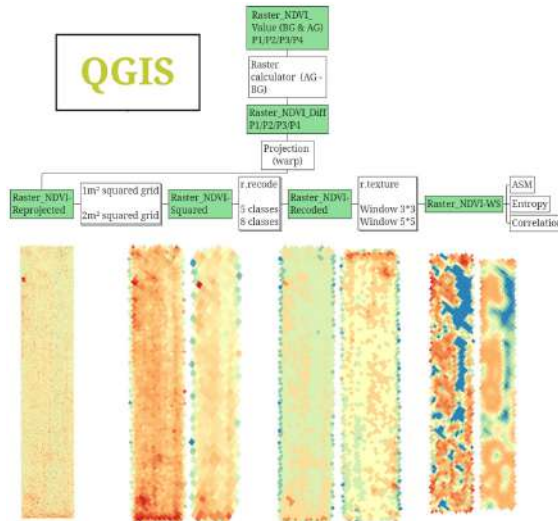 QGIS
Raster_NDVI_
Value (BG & AG)
P1/P2/P3/P4
Raster
calculator (AG -
BG)
Raster_NDVI_Diff
P1/P2/P3/P4
Projection
(warp)
Raster_NDVI-
Reprojected
1m² squared grid
2m² squared grid
Raster_NDVI-
Squared
r.recode
5 classes
8 classes
Raster_NDVI-
Recoded
r.texture
Window 3*3
Window 5*5
Raster_NDVI-WS
ASM
Entropy
Correlation